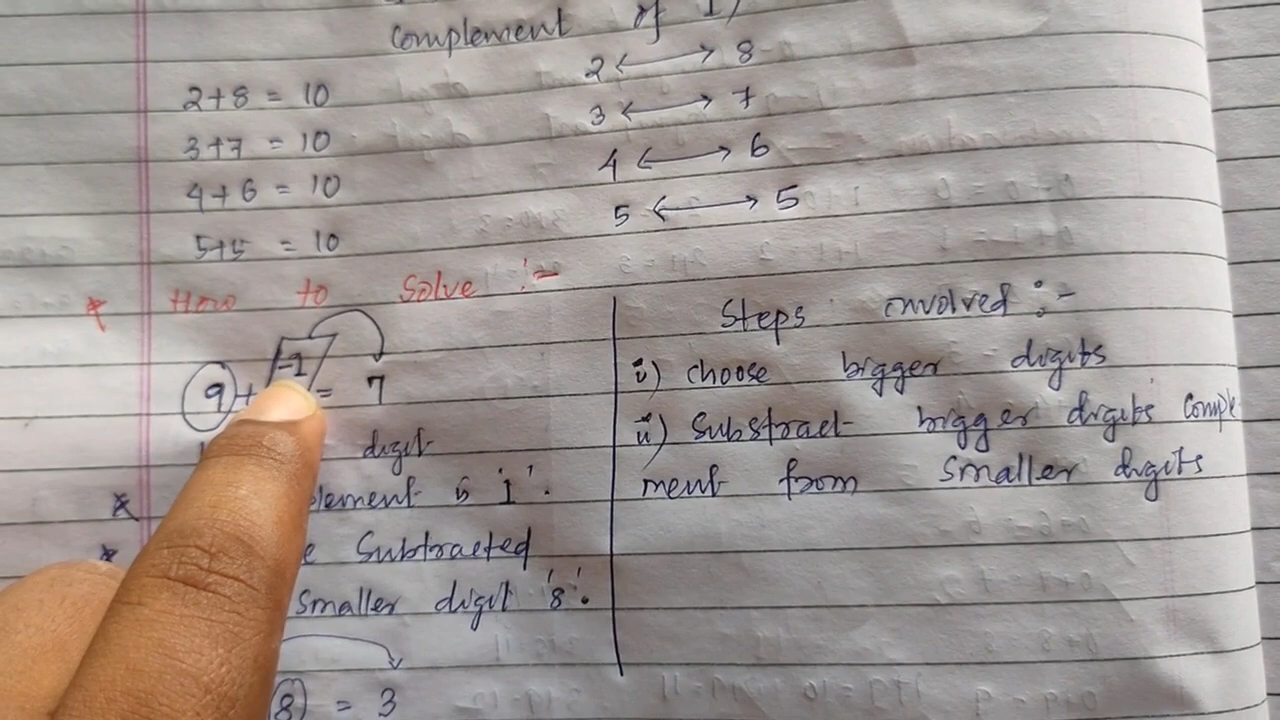 complement of
2+8 = 10
2 ↔ 8
3+7 = 10
3 ↔ 7
4+6 = 10
4 ↔ 6
5+5 = 10
5 ↔ 5
* How to Solve :-
-1
9 + = 7
digit
plement is '1'.
e Subtracted
smaller digit '8'.
8 = 3
Steps involved :-
i) choose bigger digits
ii) Substract bigger digits' Comple
ment from smaller digits